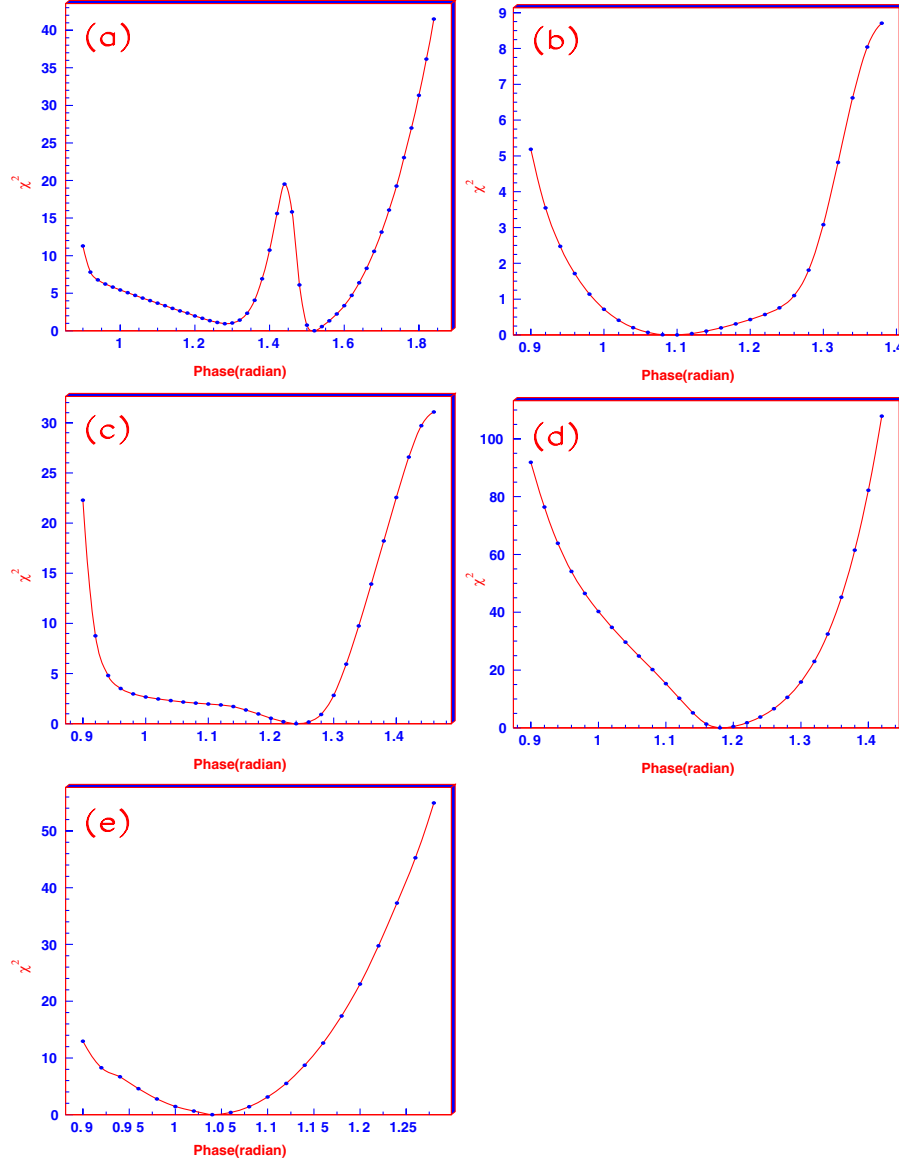 (a)
40
35
30
25
20
15
10
5
0
χ²
1 1.2 1.4 1.6 1.8
Phase(radian)
(b)
9
8
7
6
5
4
3
2
1
0
χ²
0.9 1 1.1 1.2 1.3 1.4
Phase(radian)
(c)
30
25
20
15
10
5
0
χ²
0.9 1 1.1 1.2 1.3 1.4
Phase(radian)
(d)
100
80
60
40
20
0
χ²
0.9 1 1.1 1.2 1.3 1.4
Phase(radian)
(e)
50
40
30
20
10
0
χ²
0.9 0.95 1 1.05 1.1 1.15 1.2 1.25
Phase(radian)